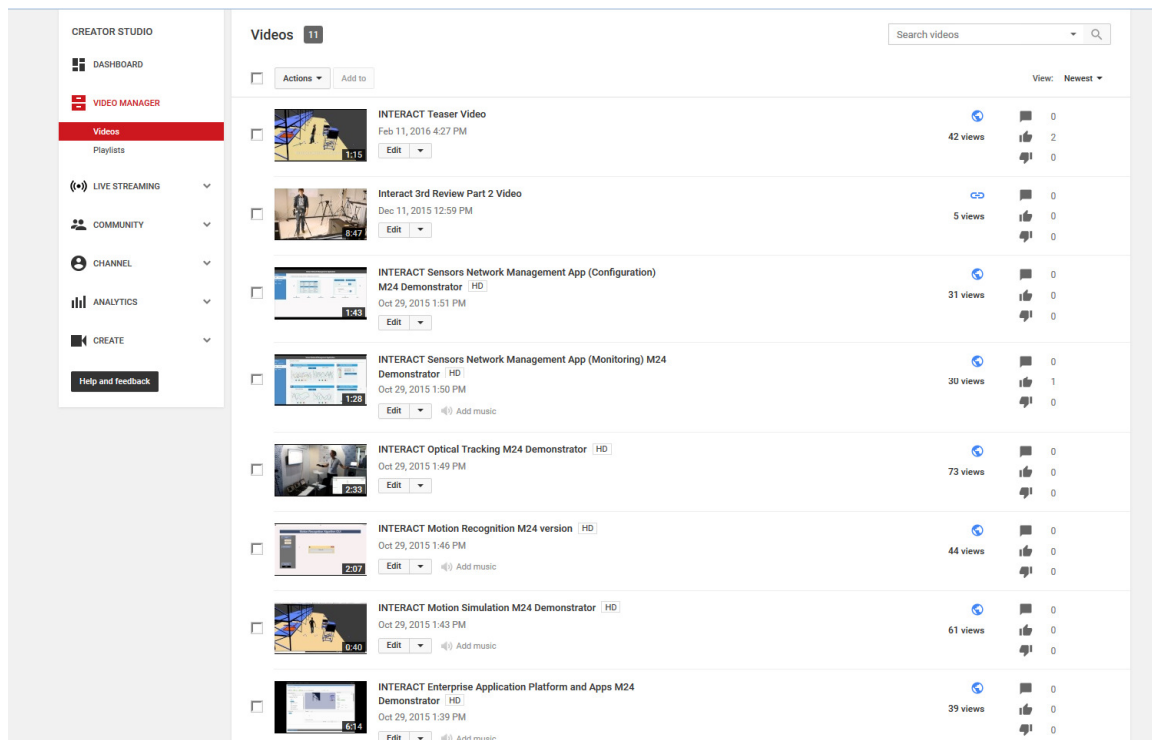 CREATOR STUDIO
DASHBOARD
VIDEO MANAGER
Videos
Playlists
LIVE STREAMING
COMMUNITY
CHANNEL
ANALYTICS
CREATE
Help and feedback
Videos 11
Search videos
Actions Add to
View: Newest
INTERACT Teaser Video
Feb 11, 2016 4:27 PM
Edit
1:15
42 views
0
2
0
Interact 3rd Review Part 2 Video
Dec 11, 2015 12:59 PM
Edit
8:47
5 views
0
0
0
INTERACT Sensors Network Management App (Configuration)
M24 Demonstrator HD
Oct 29, 2015 1:51 PM
Edit
1:43
31 views
0
0
0
INTERACT Sensors Network Management App (Monitoring) M24
Demonstrator HD
Oct 29, 2015 1:50 PM
Edit Add music
1:28
30 views
0
1
0
INTERACT Optical Tracking M24 Demonstrator HD
Oct 29, 2015 1:49 PM
Edit
2:33
73 views
0
0
0
INTERACT Motion Recognition M24 version HD
Oct 29, 2015 1:46 PM
Edit Add music
2:07
44 views
0
0
0
INTERACT Motion Simulation M24 Demonstrator HD
Oct 29, 2015 1:43 PM
Edit Add music
0:40
61 views
0
0
0
INTERACT Enterprise Application Platform and Apps M24
Demonstrator HD
Oct 29, 2015 1:39 PM
Edit Add music
6:14
39 views
0
0
0